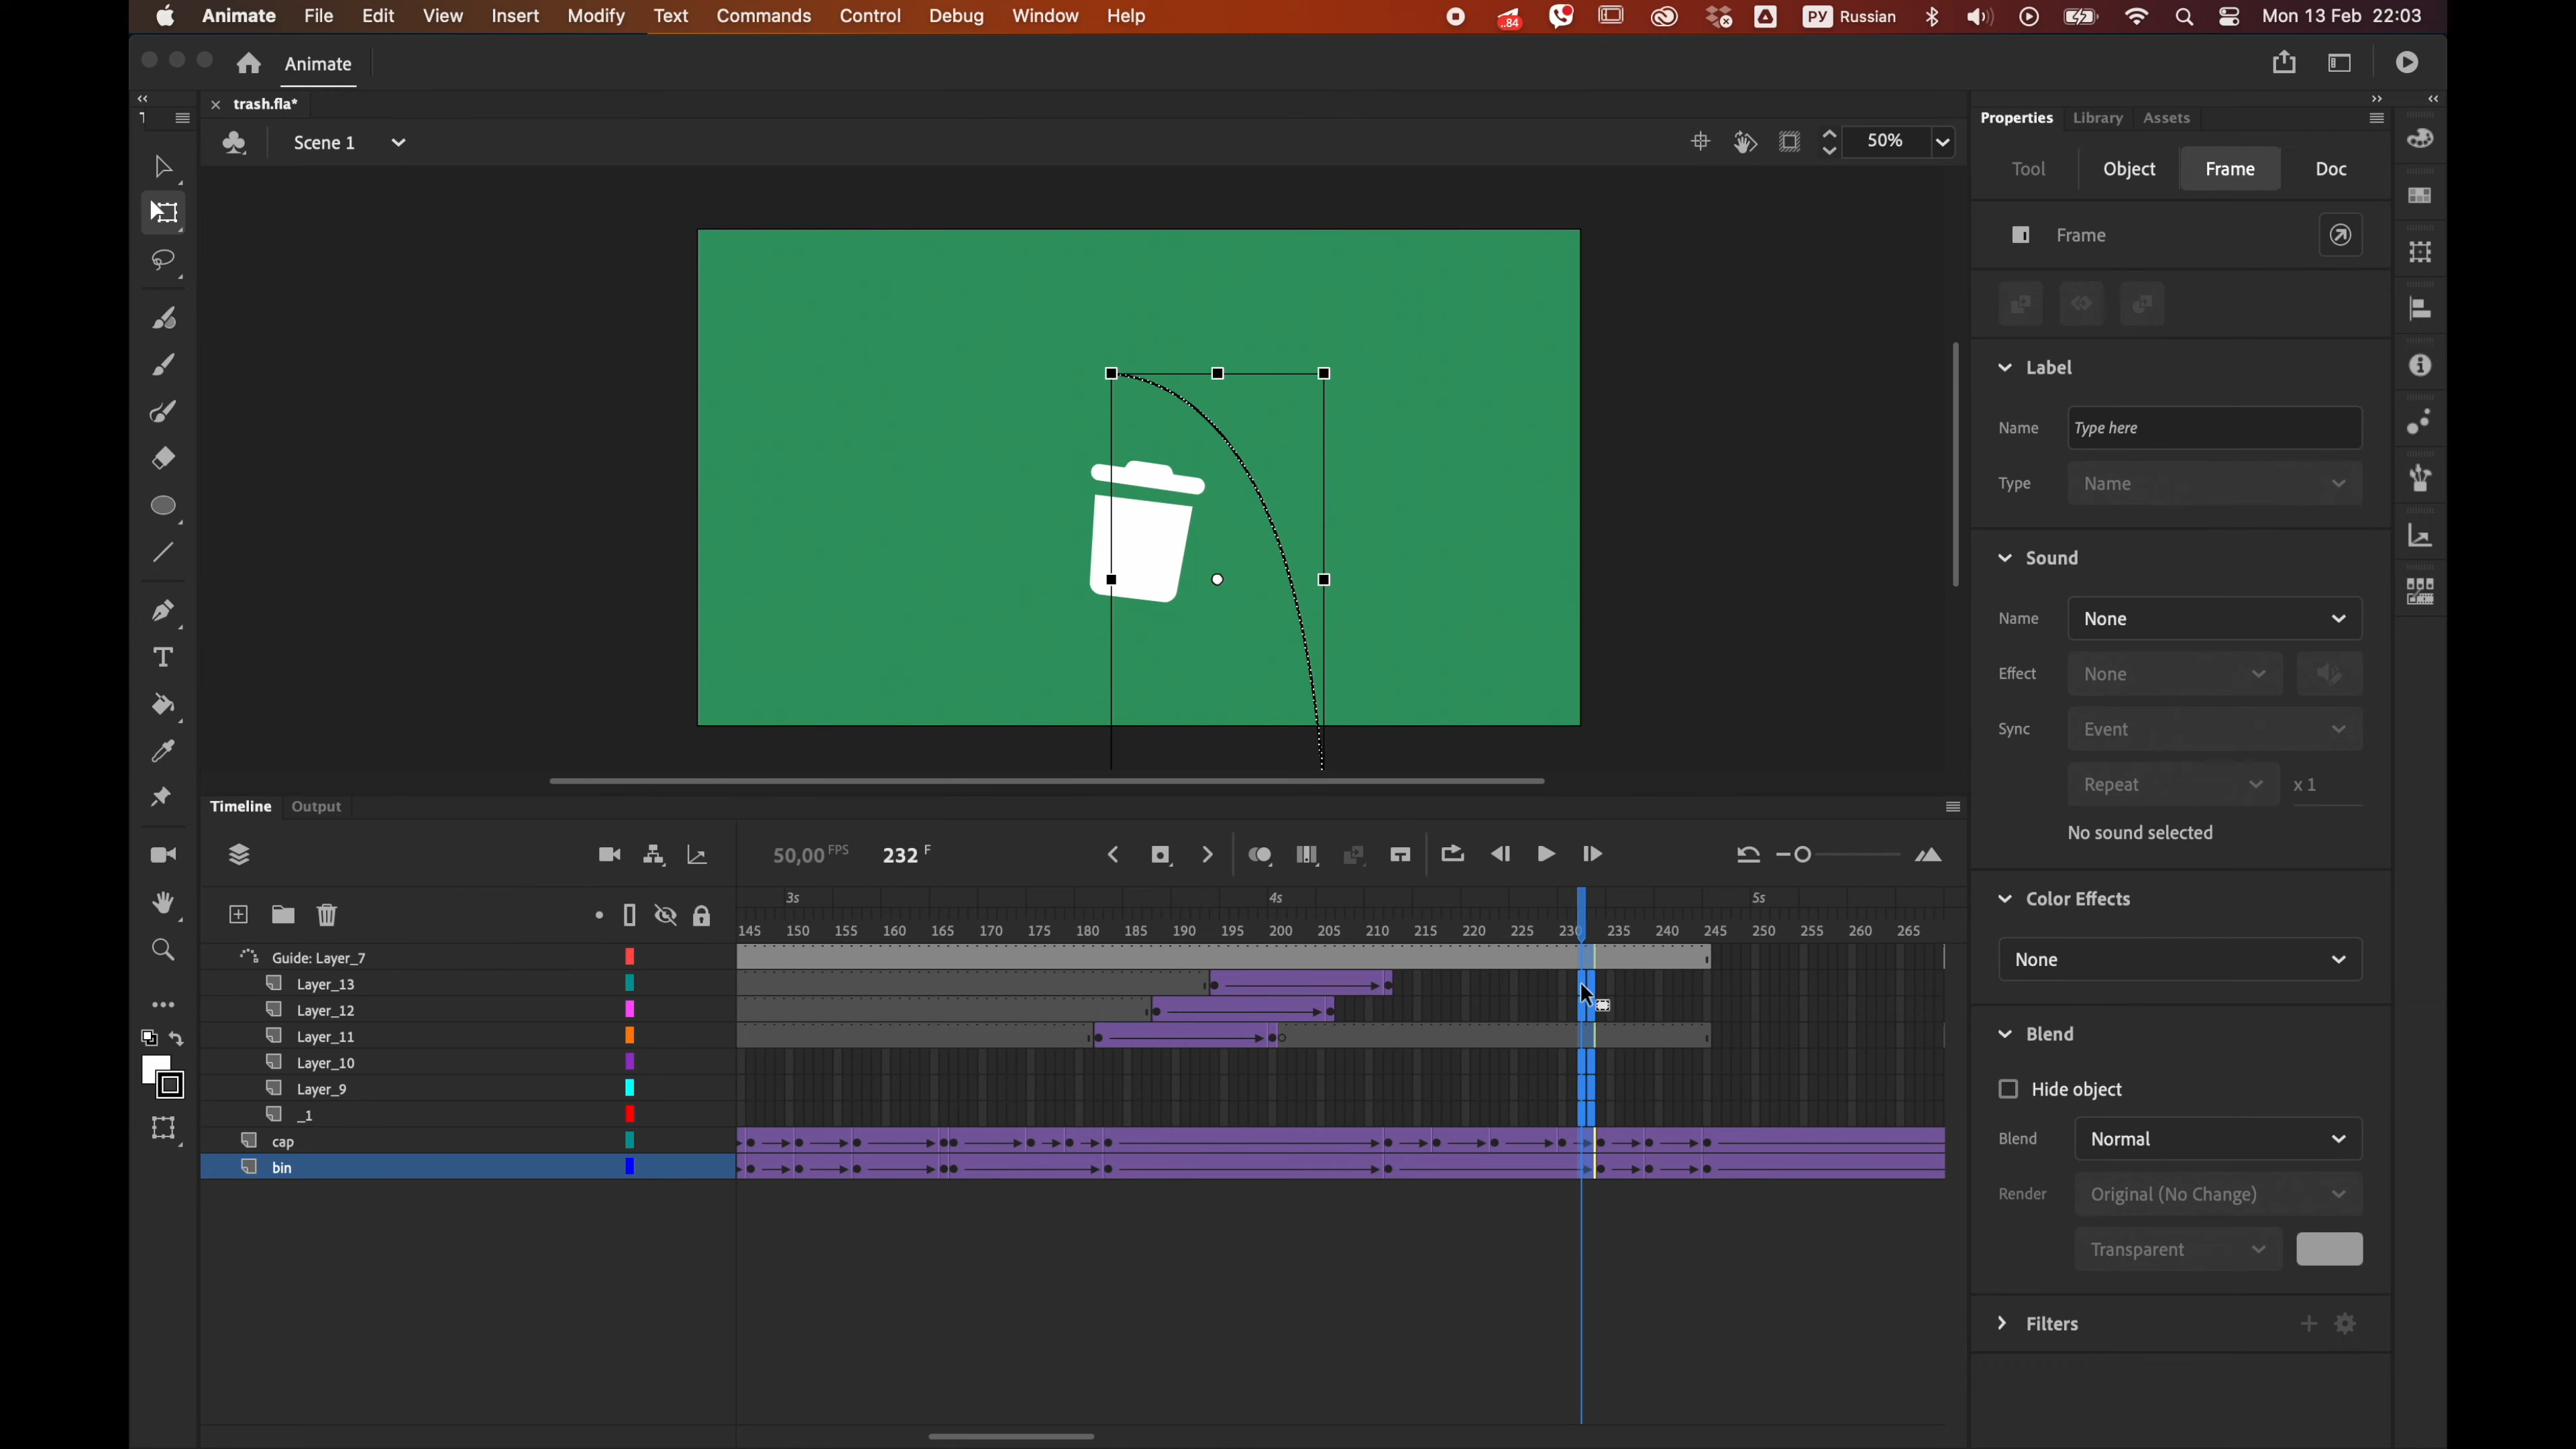 Animate File Edit View Insert Modify Text Commands Control Debug Window Help
..84 РУ Russian Mon 13 Feb 22:03
Animate
trash.fla*
Scene 1
50%
Properties Library Assets
Tool Object Frame Doc
Frame
Label
Name Type here
Type Name
Sound
Name None
Effect None
Sync Event
Repeat x 1
No sound selected
Color Effects
None
Blend
Hide object
Blend Normal
Render Original (No Change)
Transparent
Filters
Timeline Output
50,00 FPS 232 F
3s 4s 5s
145 150 155 160 165 170 175 180 185 190 195 200 205 210 215 220 225 230 235 240 245 250 255 260 265
Guide: Layer_7
Layer_13
Layer_12
Layer_11
Layer_10
Layer_9
_1
cap
bin